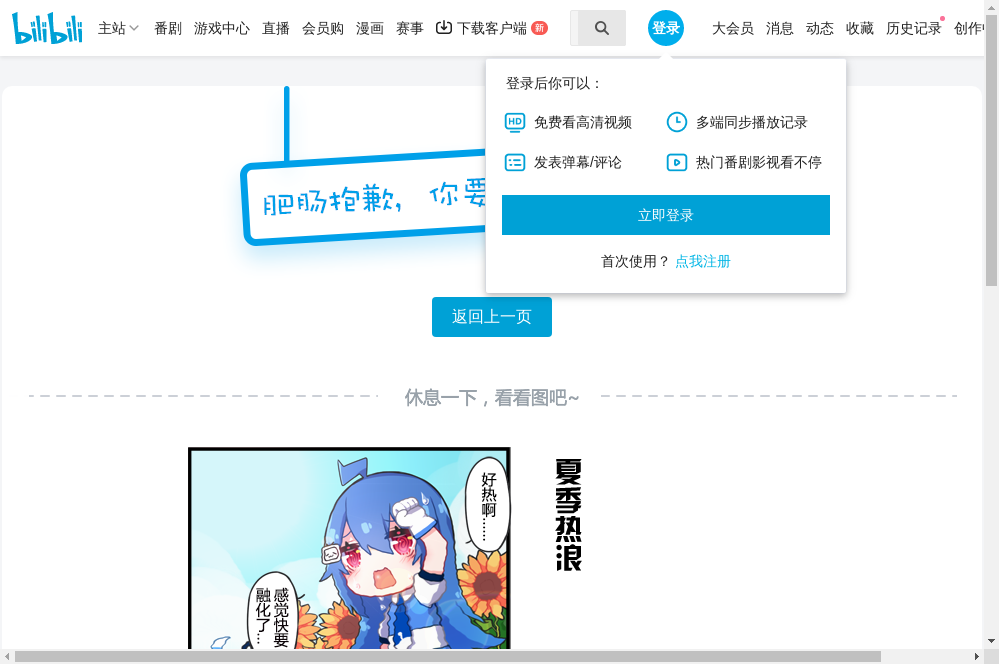 bilibili
主站 番剧 游戏中心 直播 会员购 漫画 赛事 下载客户端 新 登录 大会员 消息 动态 收藏 历史记录 创作
登录后你可以：
HD 免费看高清视频 多端同步播放记录
发表弹幕/评论 热门番剧影视看不停
立即登录
首次使用？ 点我注册
肥肠抱歉，你要
返回上一页
休息一下，看看图吧~
夏季热浪
好热啊……
感觉快要
融化了…